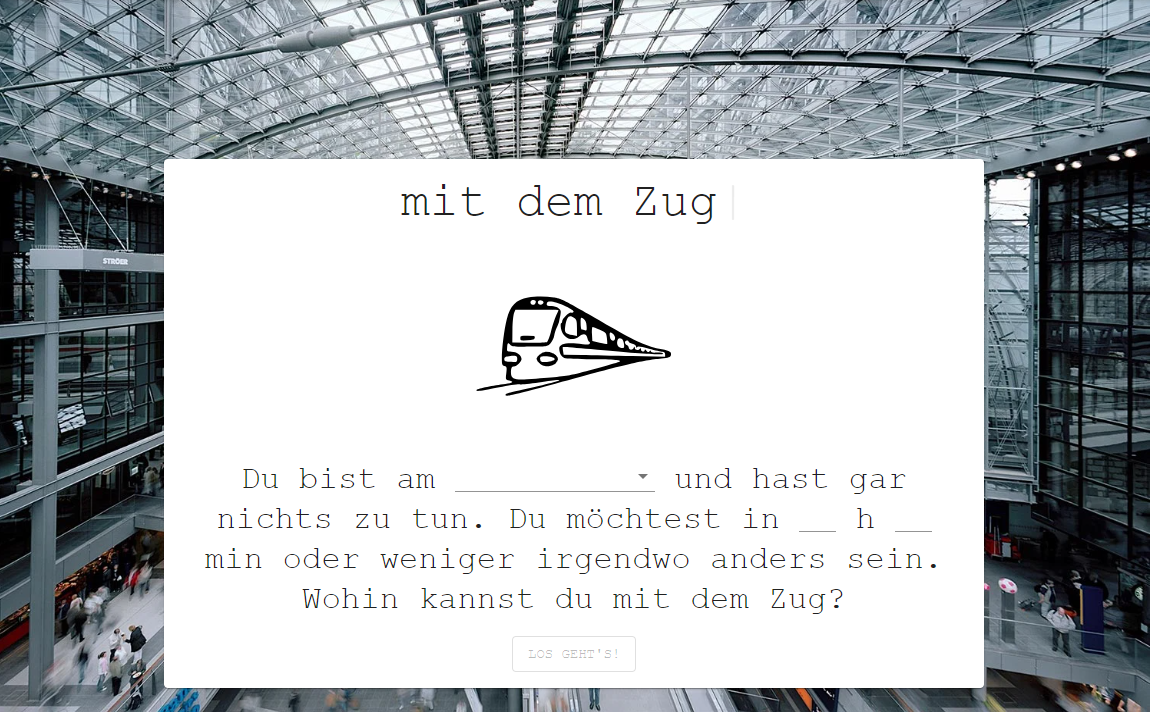 mit dem Zug
STRÖER
Du bist am und hast gar
nichts zu tun. Du möchtest in __ h __
min oder weniger irgendwo anders sein.
Wohin kannst du mit dem Zug?
LOS GEHT'S!